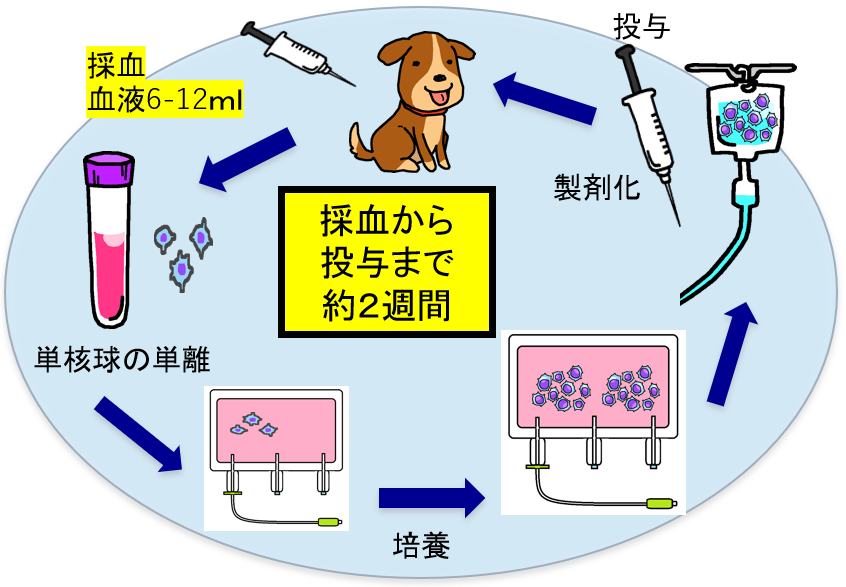 投与
採血
血液6-12ml
製剤化
採血から
投与まで
約２週間
単核球の単離
培養